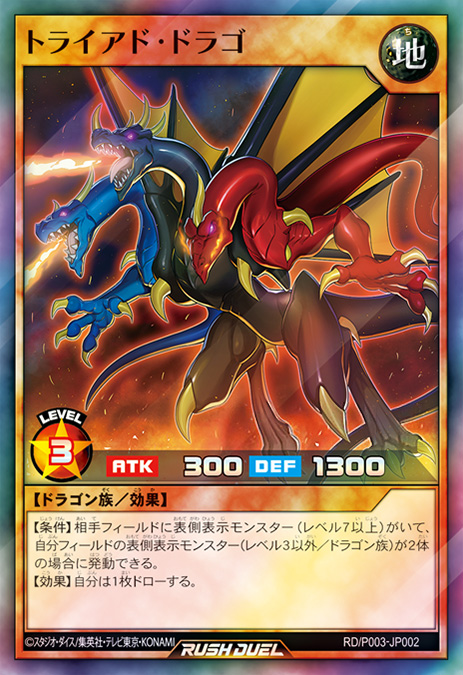 トライアド・ドラゴ
地
LEVEL
3
ATK 300 DEF 1300
【ドラゴン族／効果】
【条件】相手フィールドに表側表示モンスター（レベル7以上）がいて、
自分フィールドの表側表示モンスター（レベル3以外／ドラゴン族）が2体
の場合に発動できる。
【効果】自分は1枚ドローする。
©スタジオ・ダイス/集英社・テレビ東京・KONAMI
RUSH DUEL
RD/P003-JP002